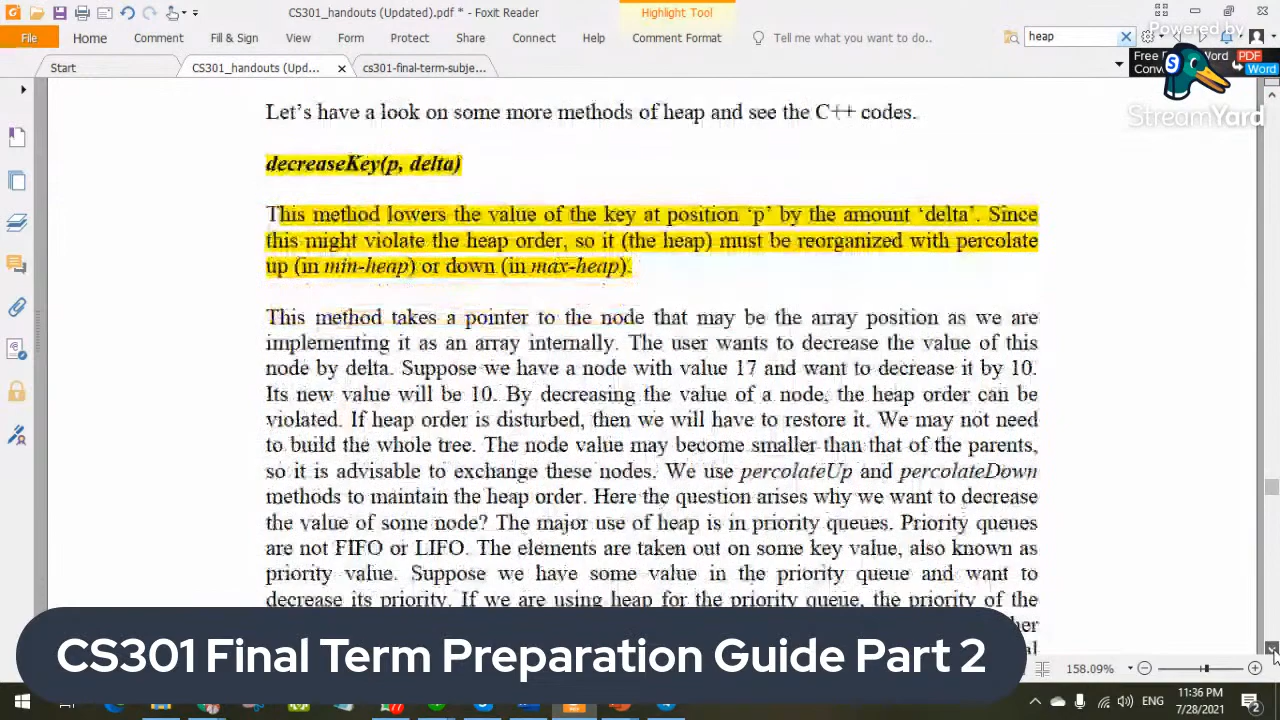 CS301_handouts (Updated).pdf * - Foxit Reader
Highlight Tool
File Home Comment Fill & Sign View Form Protect Share Connect Help Comment Format Tell me what you want to do.. heap
Powered by
Start CS301_handouts (Upd... cs301-final-term-subje...
Free Word PDF
Conv Word
StreamYard
Let's have a look on some more methods of heap and see the C++ codes.
decreaseKey(p, delta)
This method lowers the value of the key at position 'p' by the amount 'delta'. Since
this might violate the heap order, so it (the heap) must be reorganized with percolate
up (in min-heap) or down (in max-heap).
This method takes a pointer to the node that may be the array position as we are
implementing it as an array internally. The user wants to decrease the value of this
node by delta. Suppose we have a node with value 17 and want to decrease it by 10.
Its new value will be 10. By decreasing the value of a node, the heap order can be
violated. If heap order is disturbed, then we will have to restore it. We may not need
to build the whole tree. The node value may become smaller than that of the parents,
so it is advisable to exchange these nodes. We use percolateUp and percolateDown
methods to maintain the heap order. Here the question arises why we want to decrease
the value of some node? The major use of heap is in priority queues. Priority queues
are not FIFO or LIFO. The elements are taken out on some key value, also known as
priority value. Suppose we have some value in the priority queue and want to
decrease its priority. If we are using heap for the priority queue, the priority of the
CS301 Final Term Preparation Guide Part 2
158.09%
ENG
11:36 PM
7/28/2021
2